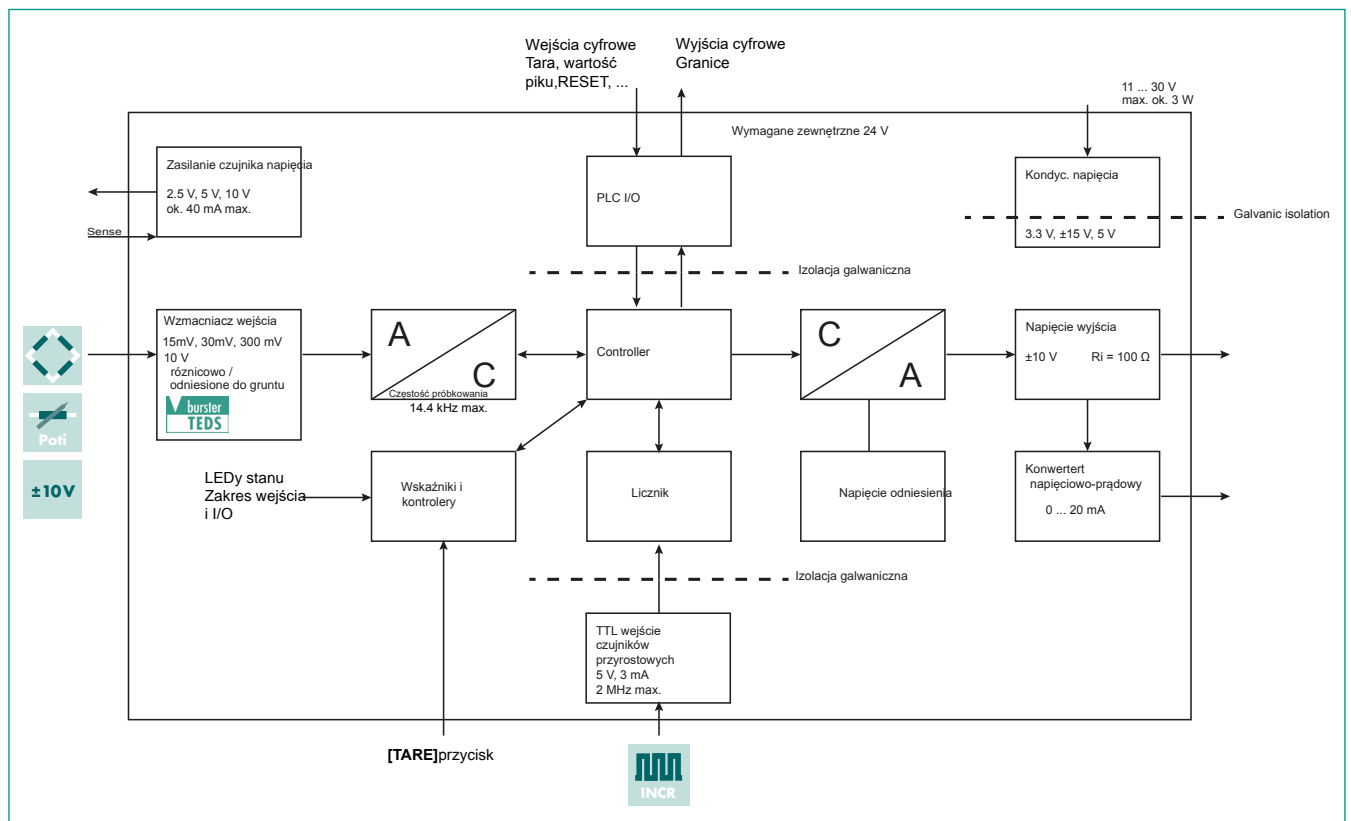 Wejścia cyfrowe
Tara, wartość
piku,RESET, ...
Wyjścia cyfrowe
Granice
11 ... 30 V
max. ok. 3 W
Wymagane zewnętrzne 24 V
Zasilanie czujnika napięcia
2.5 V, 5 V, 10 V
ok. 40 mA max.
Sense
PLC I/O
Kondyc. napięcia
3.3 V, ±15 V, 5 V
Galvanic isolation
Izolacja galwaniczna
Wzmacniacz wejścia
15mV, 30mV, 300 mV
10 V
róznicowo /
odniesione do gruntu
burster
TEDS
A
C
Częstość próbkowania
14.4 kHz max.
Controller
C
A
Napięcie wyjścia
±10 V Ri = 100 Ω
Poti
±10V
LEDy stanu
Zakres wejścia
i I/O
Wskaźniki i
kontrolery
Licznik
Napięcie odniesienia
Konwertert
napięciowo-prądowy
0 ... 20 mA
Izolacja galwaniczna
TTL wejście
czujników
przyrostowych
5 V, 3 mA
2 MHz max.
[TARE]przycisk
INCR